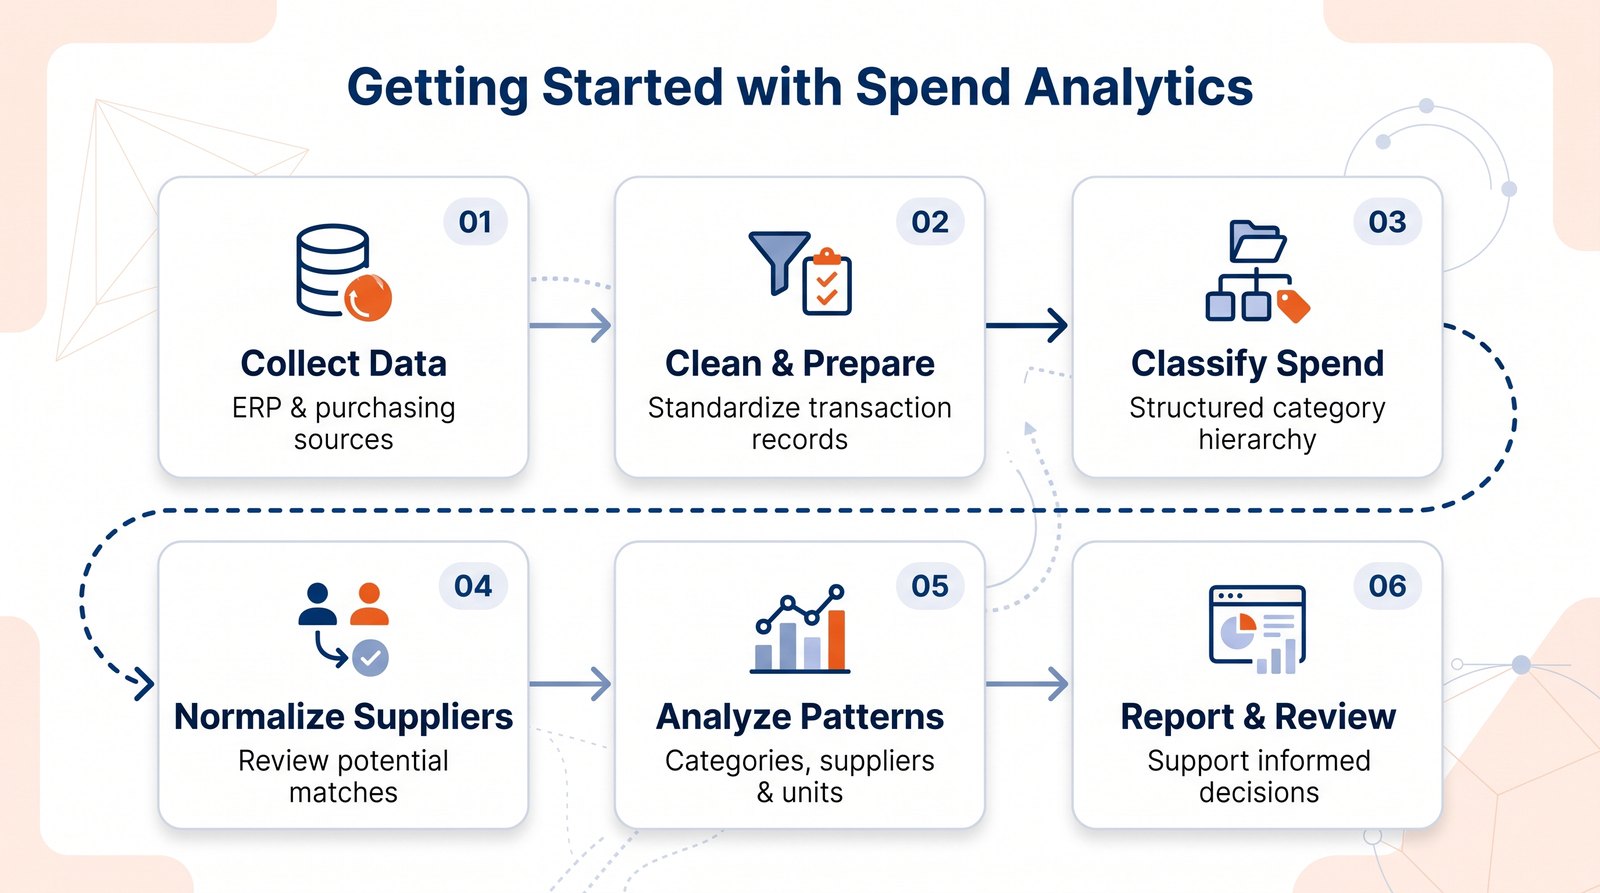 Getting Started with Spend Analytics
01
Collect Data
ERP & purchasing
sources
02
Clean & Prepare
Standardize transaction
records
03
Classify Spend
Structured category
hierarchy
04
Normalize Suppliers
Review potential
matches
05
Analyze Patterns
Categories, suppliers
& units
06
Report & Review
Support informed
decisions